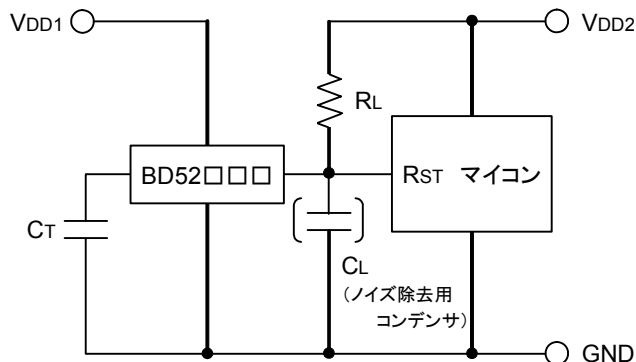 VDD1
VDD2
RL
BD52□□□
RST マイコン
CT
CL
(ノイズ除去用
コンデンサ)
GND